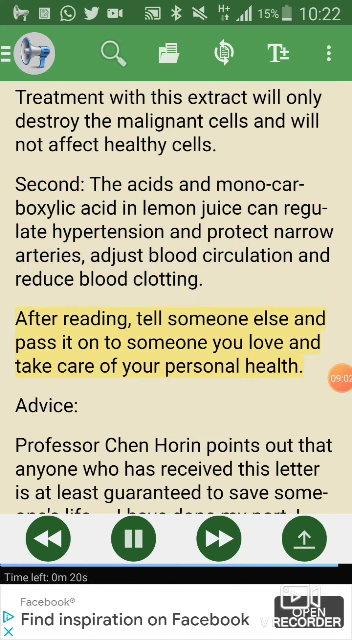 H+ 4G 15% 10:22
T±
Treatment with this extract will only
destroy the malignant cells and will
not affect healthy cells.
Second: The acids and mono-car-
boxylic acid in lemon juice can regu-
late hypertension and protect narrow
arteries, adjust blood circulation and
reduce blood clotting.
After reading, tell someone else and
pass it on to someone you love and
take care of your personal health.
09:02
Advice:
Professor Chen Horin points out that
anyone who has received this letter
is at least guaranteed to save some-
Time left: 0m 20s
Facebook®
Find inspiration on Facebook
OPEN
VRECORDER